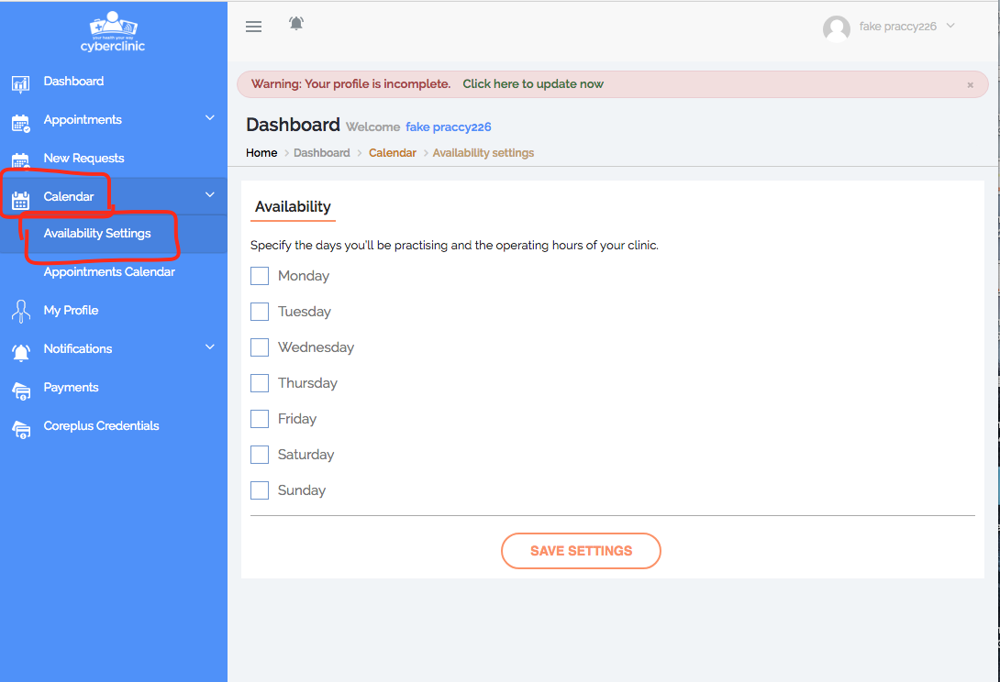 your health your way
cyberclinic
fake praccy226
Dashboard
Appointments
New Requests
Calendar
Availability Settings
Appointments Calendar
My Profile
Notifications
Payments
Coreplus Credentials
Warning: Your profile is incomplete. Click here to update now ×
Dashboard Welcome fake praccy226
Home > Dashboard > Calendar > Availability settings
Availability
Specify the days you'll be practising and the operating hours of your clinic.
Monday
Tuesday
Wednesday
Thursday
Friday
Saturday
Sunday
SAVE SETTINGS